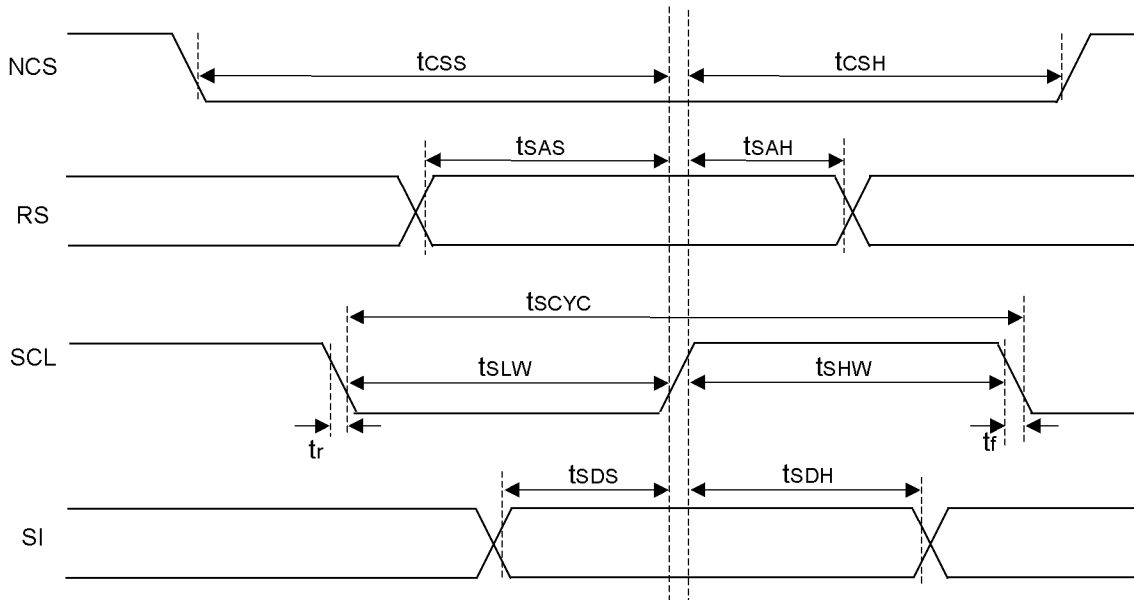 NCS
tCSS
tCSH
RS
tSAS
tSAH
SCL
tSCYC
tSLW
tSHW
tr
tf
SI
tSDS
tSDH